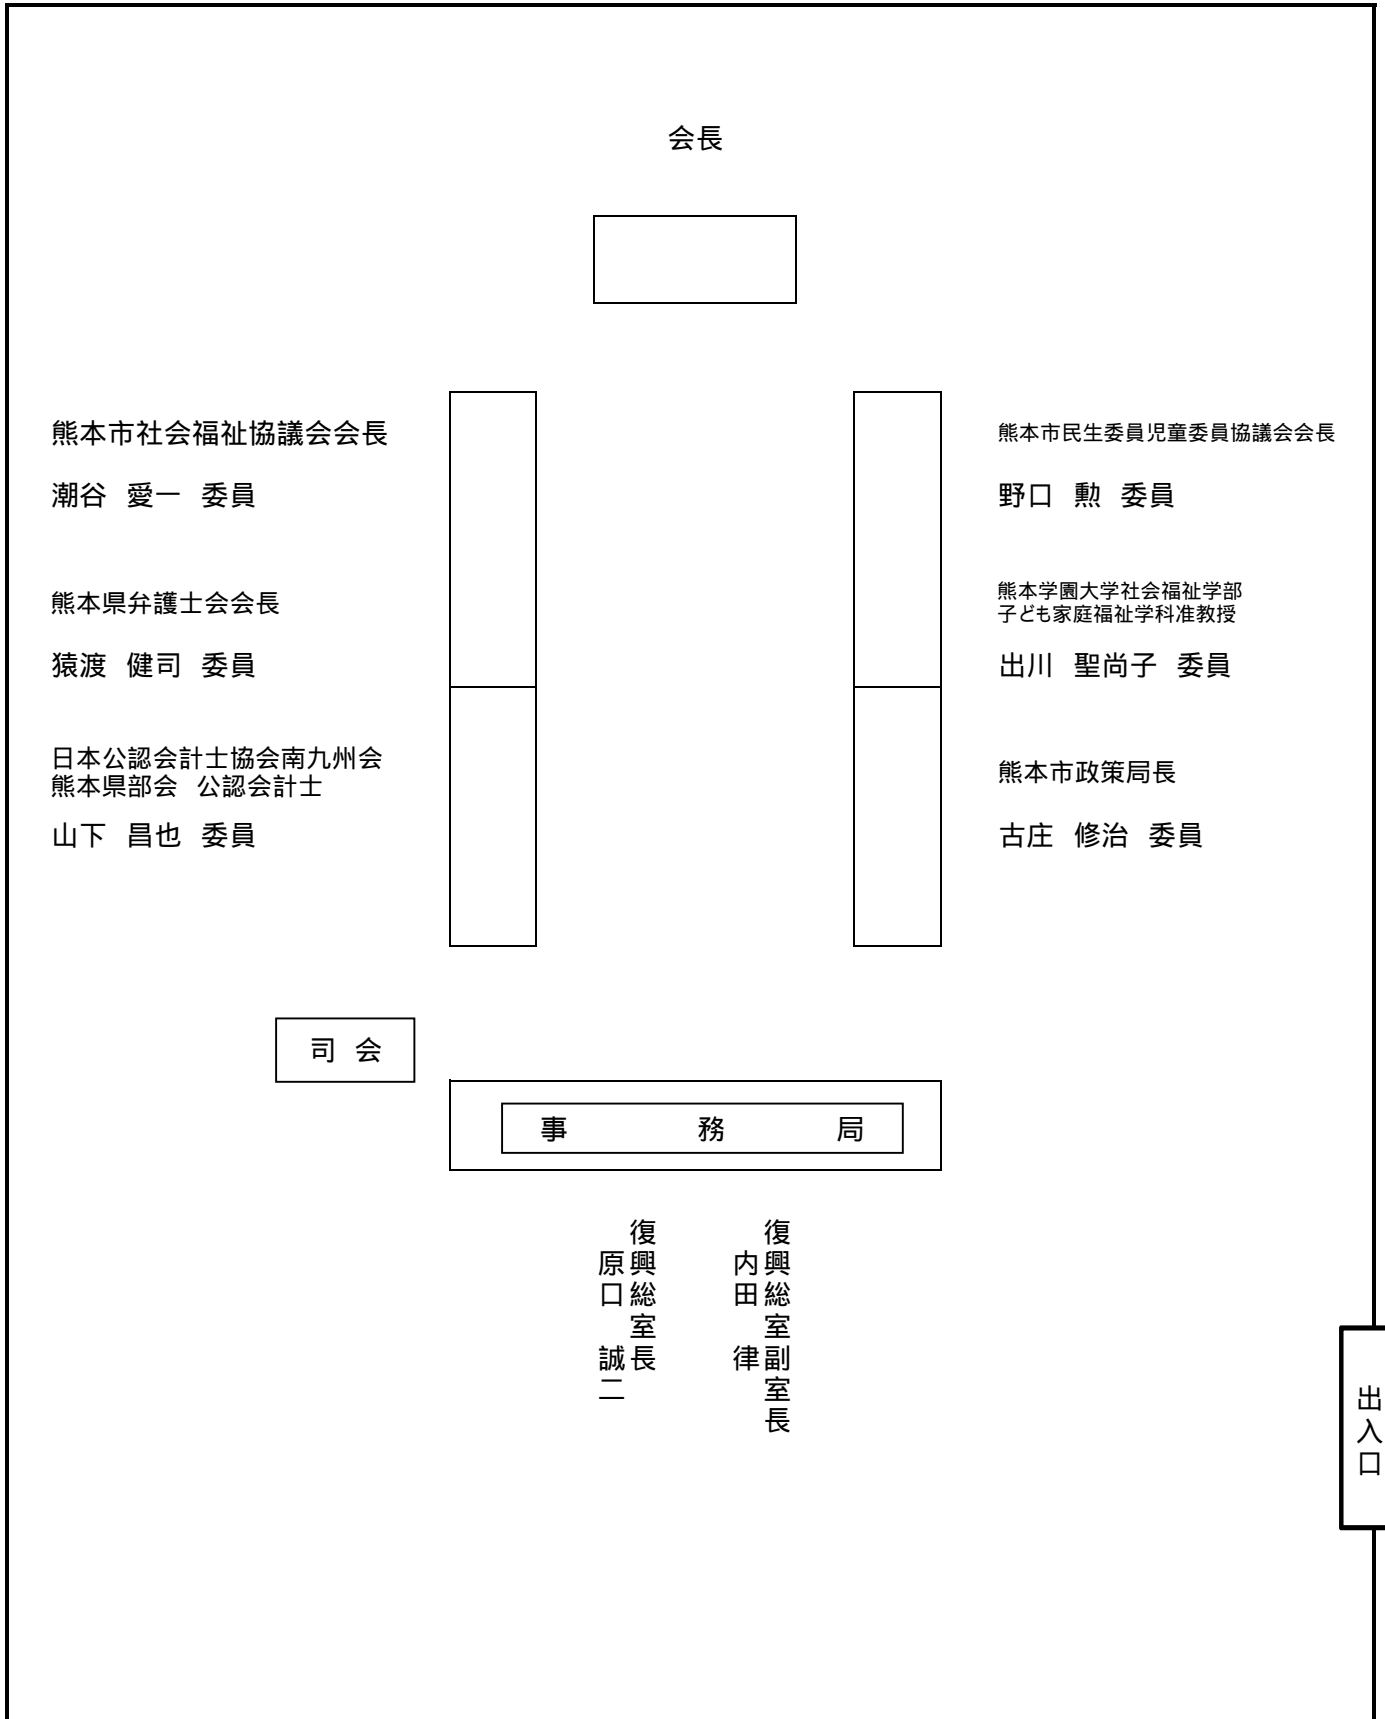 会長
熊本市社会福祉協議会会長
潮谷 愛一 委員
熊本県弁護士会会長
猿渡 健司 委員
日本公認会計士協会南九州会
熊本県部会 公認会計士
山下 昌也 委員
熊本市民生委員児童委員協議会会長
野口 勲 委員
熊本学園大学社会福祉学部
子ども家庭福祉学科准教授
出川 聖尚子 委員
熊本市政策局長
古庄 修治 委員
司 会
事 務 局
復興総室副室長
内田 律
復興総室長
原口 誠二
出入口